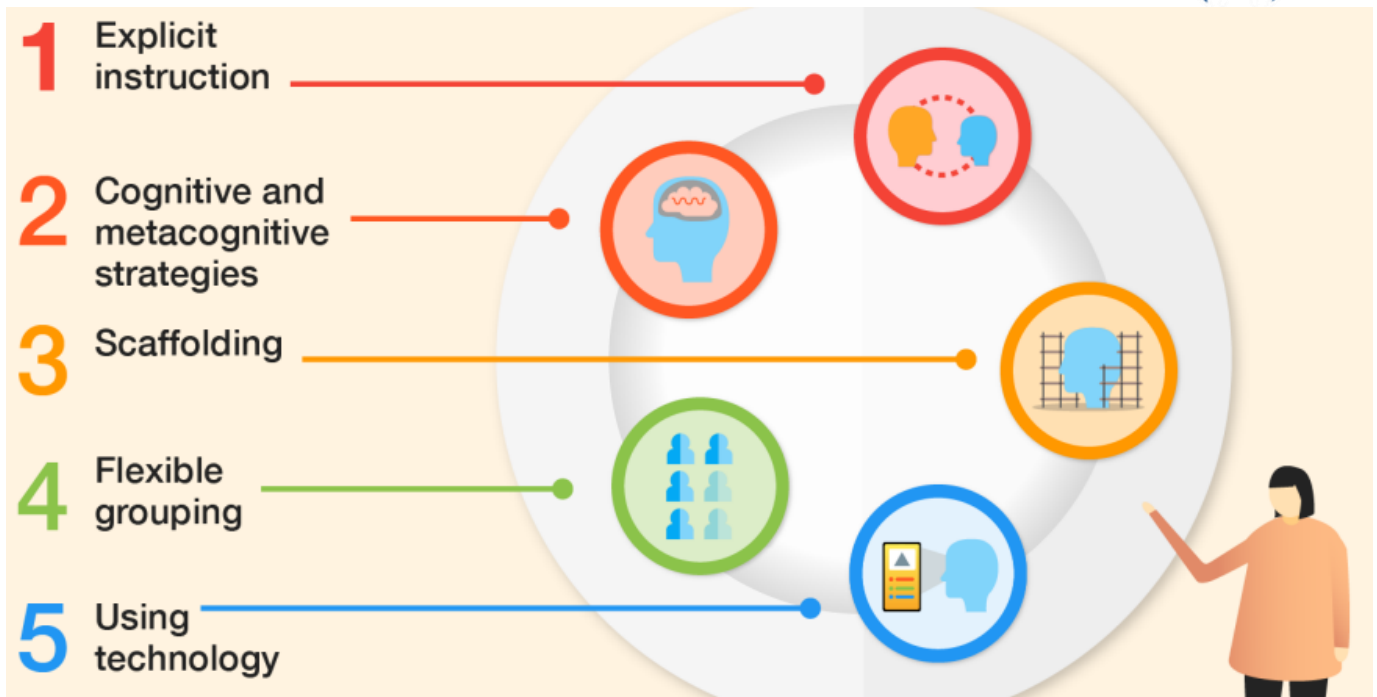 1 Explicit
instruction
2 Cognitive and
metacognitive
strategies
3 Scaffolding
4 Flexible
grouping
5 Using
technology